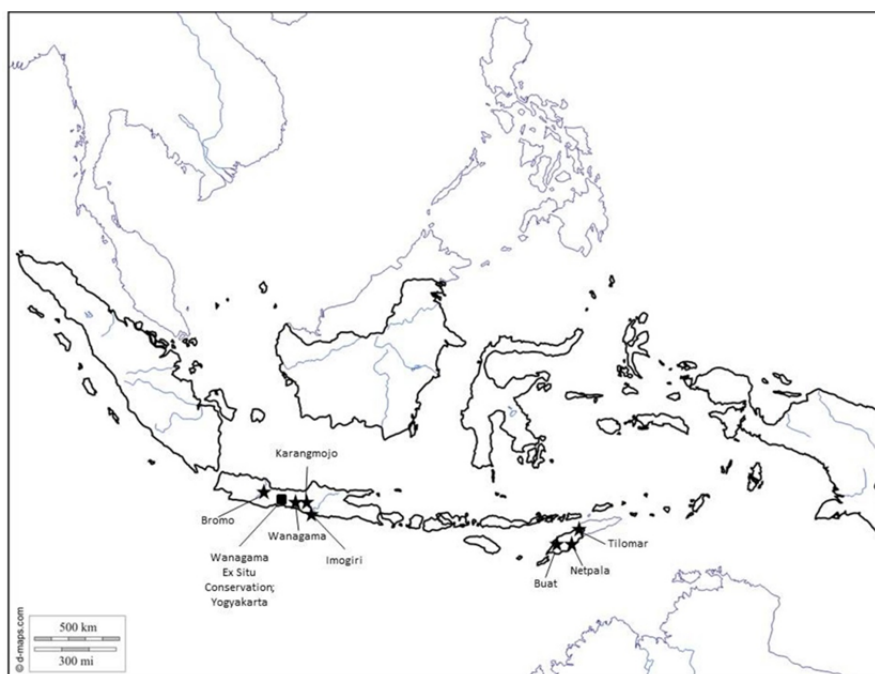 Karangmojo
Bromo
Wanagama
Imogiri
Wanagama
Ex Situ
Conservation;
Yogyakarta
Tilomar
Netpala
Buat
500 km
300 mi
© d-maps.com